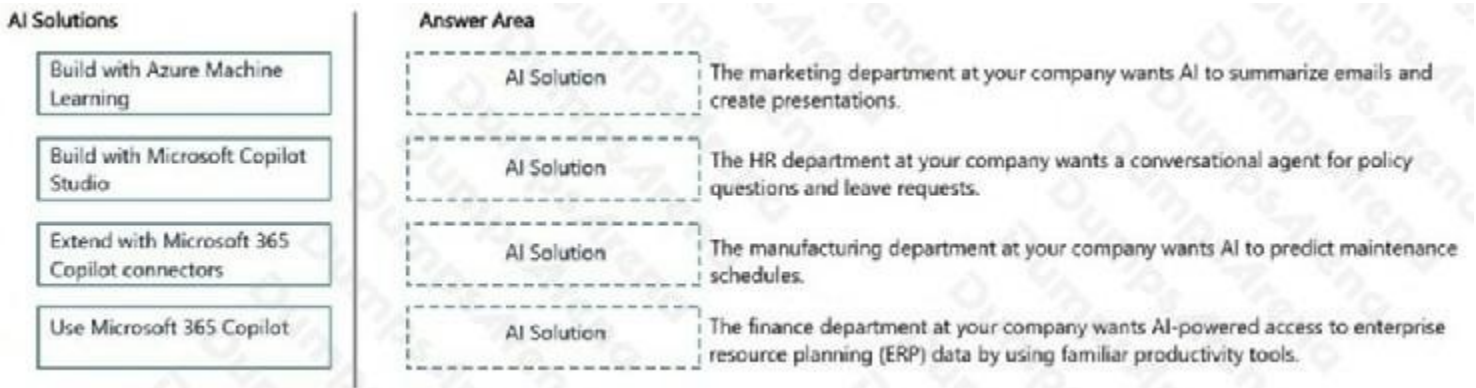 AI Solutions
Answer Area
Build with Azure Machine
Learning
Build with Microsoft Copilot
Studio
Extend with Microsoft 365
Copilot connectors
Use Microsoft 365 Copilot
AI Solution
The marketing department at your company wants AI to summarize emails and
create presentations.
AI Solution
The HR department at your company wants a conversational agent for policy
questions and leave requests.
AI Solution
The manufacturing department at your company wants AI to predict maintenance
schedules.
AI Solution
The finance department at your company wants AI-powered access to enterprise
resource planning (ERP) data by using familiar productivity tools.
DumpsArena